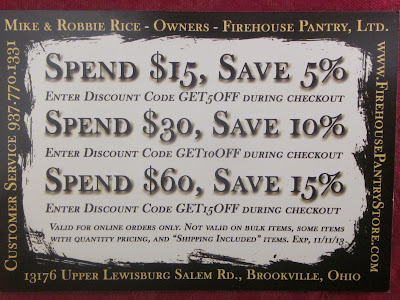 Mike & Robbie Rice - Owners - Firehouse Pantry, Ltd.
Customer Service 937.770.1331
Spend $15, Save 5%
Enter Discount Code GET5OFF during checkout
Spend $30, Save 10%
Enter Discount Code GET10OFF during checkout
Spend $60, Save 15%
Enter Discount Code GET15OFF during checkout
Valid for online orders only. Not valid on bulk items, some items
with quantity pricing, and "Shipping Included" items. Exp, 11/11/13
www.FirehousePantryStore.com
13176 Upper Lewisburg Salem Rd., Brookville, Ohio